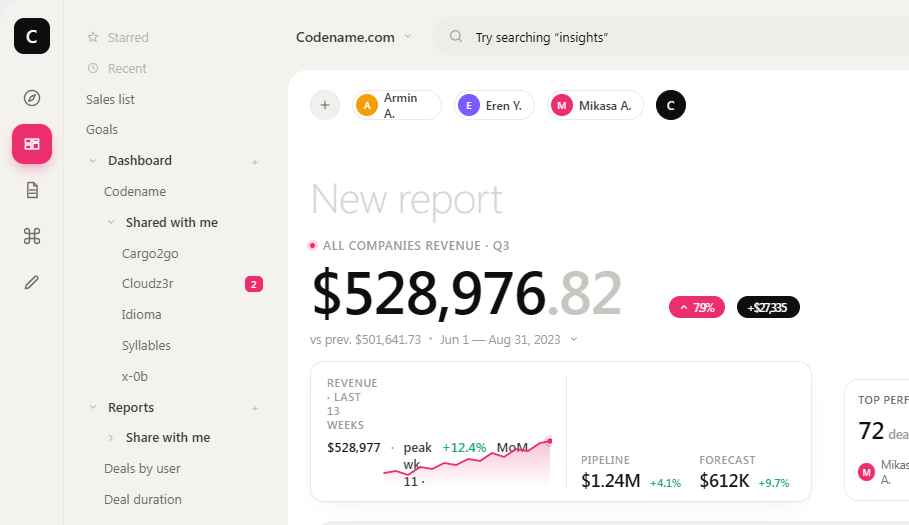 C
Starred
Recent
Sales list
Goals
Dashboard +
Codename
Shared with me
Cargo2go
Cloudz3r 2
Idioma
Syllables
x-0b
Reports +
Share with me
Deals by user
Deal duration
Codename.com
Try searching “insights”
+
A Armin A.
E Eren Y.
M Mikasa A.
C
New report
ALL COMPANIES REVENUE · Q3
$528,976.82
7.9%
+$27,335
vs prev. $501,641.73 · Jun 1 — Aug 31, 2023
REVENUE
· LAST
13
WEEKS
$528,977 · peak +12.4% MoM
wk
11 ·
PIPELINE
$1.24M +4.1%
FORECAST
$612K +9.7%
TOP PERF
72 dea
M Mikas
A.